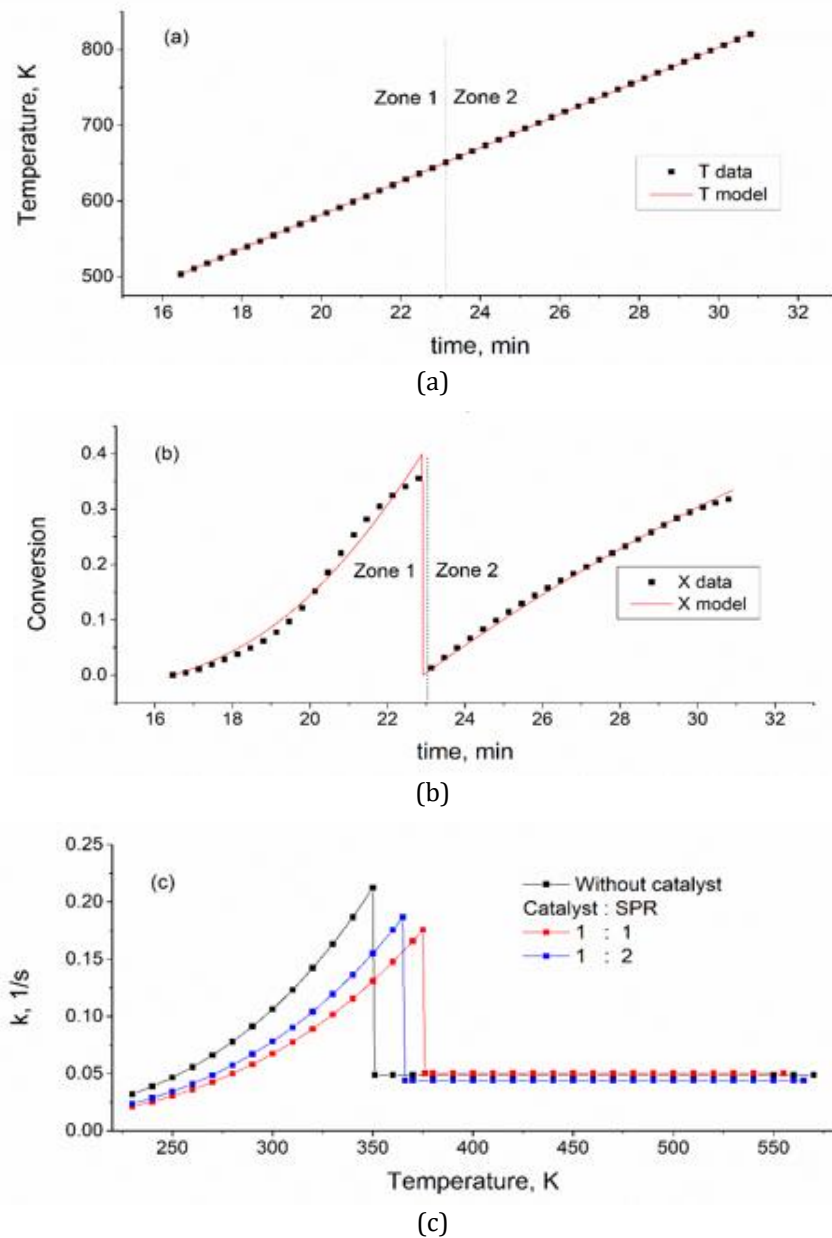 (a)
800
700
600
500
Temperature, K
Zone 1 Zone 2
T data
T model
16 18 20 22 24 26 28 30 32
time, min
(a)
(b)
0.4
0.3
0.2
0.1
0.0
Conversion
Zone 1 Zone 2
X data
X model
16 18 20 22 24 26 28 30 32
time, min
(b)
(c)
0.25
0.20
0.15
0.10
0.05
0.00
k, 1/s
Without catalyst
Catalyst : SPR
1 : 1
1 : 2
250 300 350 400 450 500 550
Temperature, K
(c)